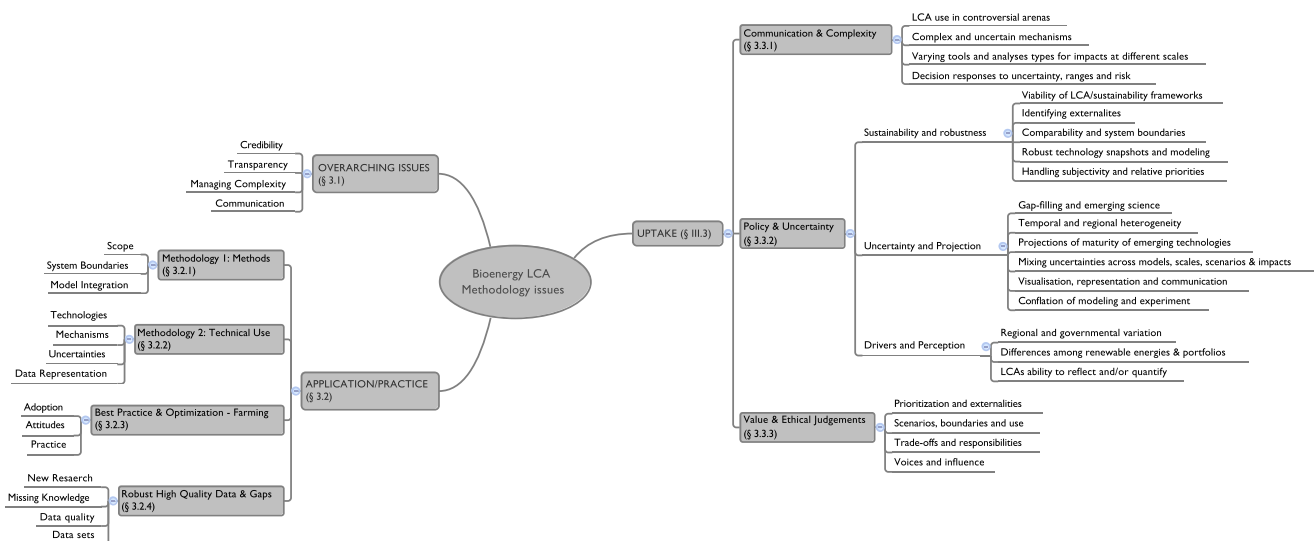 Bioenergy LCA
Methodology issues
OVERARCHING ISSUES
(§ 3.1)
Credibility
Transparency
Managing Complexity
Communication
APPLICATION/PRACTICE
(§ 3.2)
Methodology 1: Methods
(§ 3.2.1)
Scope
System Boundaries
Model Integration
Methodology 2: Technical Use
(§ 3.2.2)
Technologies
Mechanisms
Uncertainties
Data Representation
Best Practice & Optimization - Farming
(§ 3.2.3)
Adoption
Attitudes
Practice
Robust High Quality Data & Gaps
(§ 3.2.4)
New Resaerch
Missing Knowledge
Data quality
Data sets
UPTAKE (§ III.3)
Communication & Complexity
(§ 3.3.1)
LCA use in controversial arenas
Complex and uncertain mechanisms
Varying tools and analyses types for impacts at different scales
Decision responses to uncertainty, ranges and risk
Policy & Uncertainty
(§ 3.3.2)
Sustainability and robustness
Viability of LCA/sustainability frameworks
Identifying externalites
Comparability and system boundaries
Robust technology snapshots and modeling
Handling subjectivity and relative priorities
Uncertainty and Projection
Gap-filling and emerging science
Temporal and regional heterogeneity
Projections of maturity of emerging technologies
Mixing uncertainties across models, scales, scenarios & impacts
Visualisation, representation and communication
Conflation of modeling and experiment
Drivers and Perception
Regional and governmental variation
Differences among renewable energies & portfolios
LCAs ability to reflect and/or quantify
Value & Ethical Judgements
(§ 3.3.3)
Prioritization and externalities
Scenarios, boundaries and use
Trade-offs and responsibilities
Voices and influence